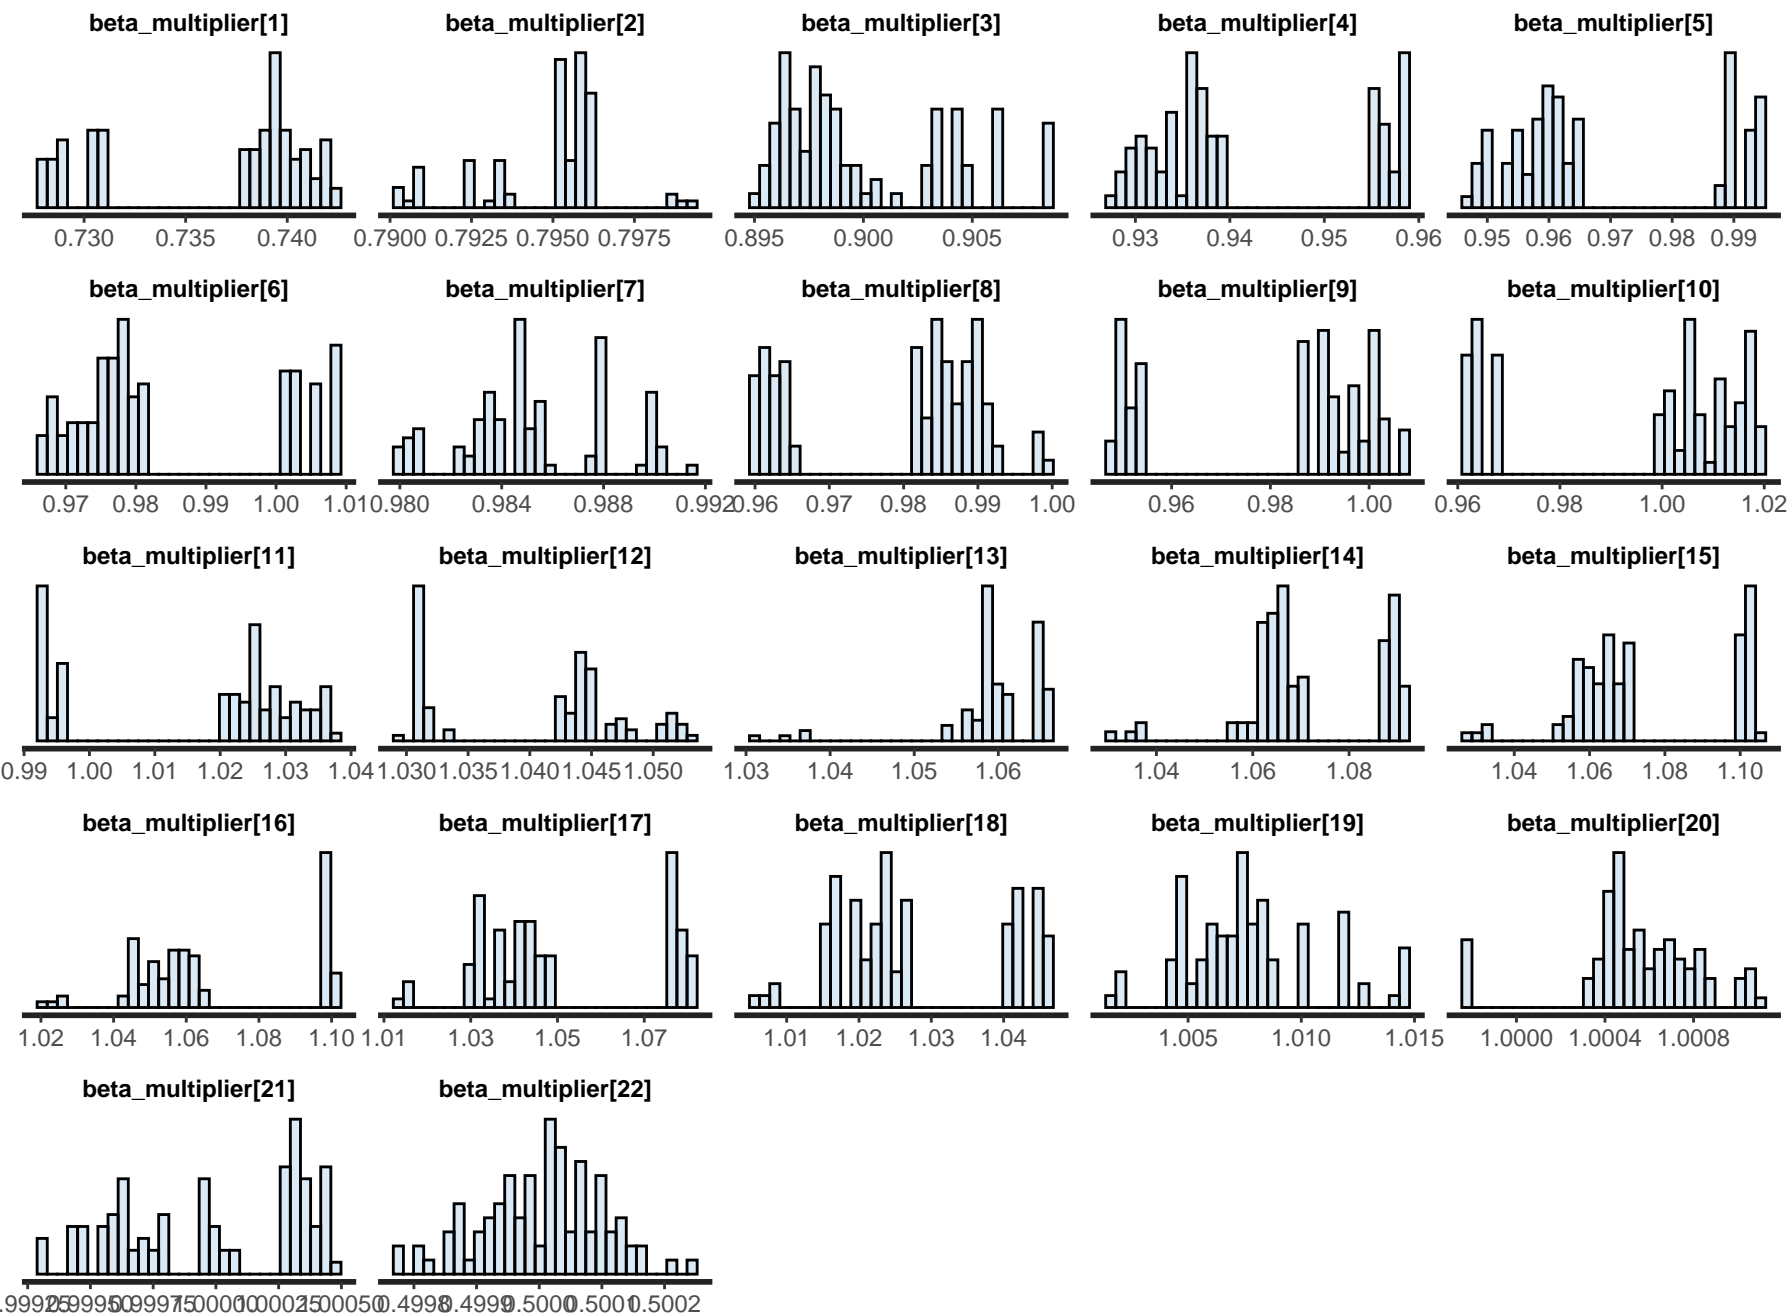 beta_multiplier[1] beta_multiplier[2] beta_multiplier[3] beta_multiplier[4] beta_multiplier[5]
0.730 0.735 0.740 0.7900 0.7925 0.7950 0.7975 0.895 0.900 0.905 0.93 0.94 0.95 0.96 0.95 0.96 0.97 0.98 0.99
beta_multiplier[6] beta_multiplier[7] beta_multiplier[8] beta_multiplier[9] beta_multiplier[10]
0.97 0.98 0.99 1.00 1.01 0.980 0.984 0.988 0.992 0.96 0.97 0.98 0.99 1.00 0.96 0.98 1.00 0.96 0.98 1.00 1.02
beta_multiplier[11] beta_multiplier[12] beta_multiplier[13] beta_multiplier[14] beta_multiplier[15]
0.99 1.00 1.01 1.02 1.03 1.04 1.030 1.035 1.040 1.045 1.050 1.03 1.04 1.05 1.06 1.04 1.06 1.08 1.04 1.06 1.08 1.10
beta_multiplier[16] beta_multiplier[17] beta_multiplier[18] beta_multiplier[19] beta_multiplier[20]
1.02 1.04 1.06 1.08 1.10 1.01 1.03 1.05 1.07 1.01 1.02 1.03 1.04 1.005 1.010 1.015 1.0000 1.0004 1.0008
beta_multiplier[21] beta_multiplier[22]
0.4998 0.4999 0.5000 0.5001 0.5002